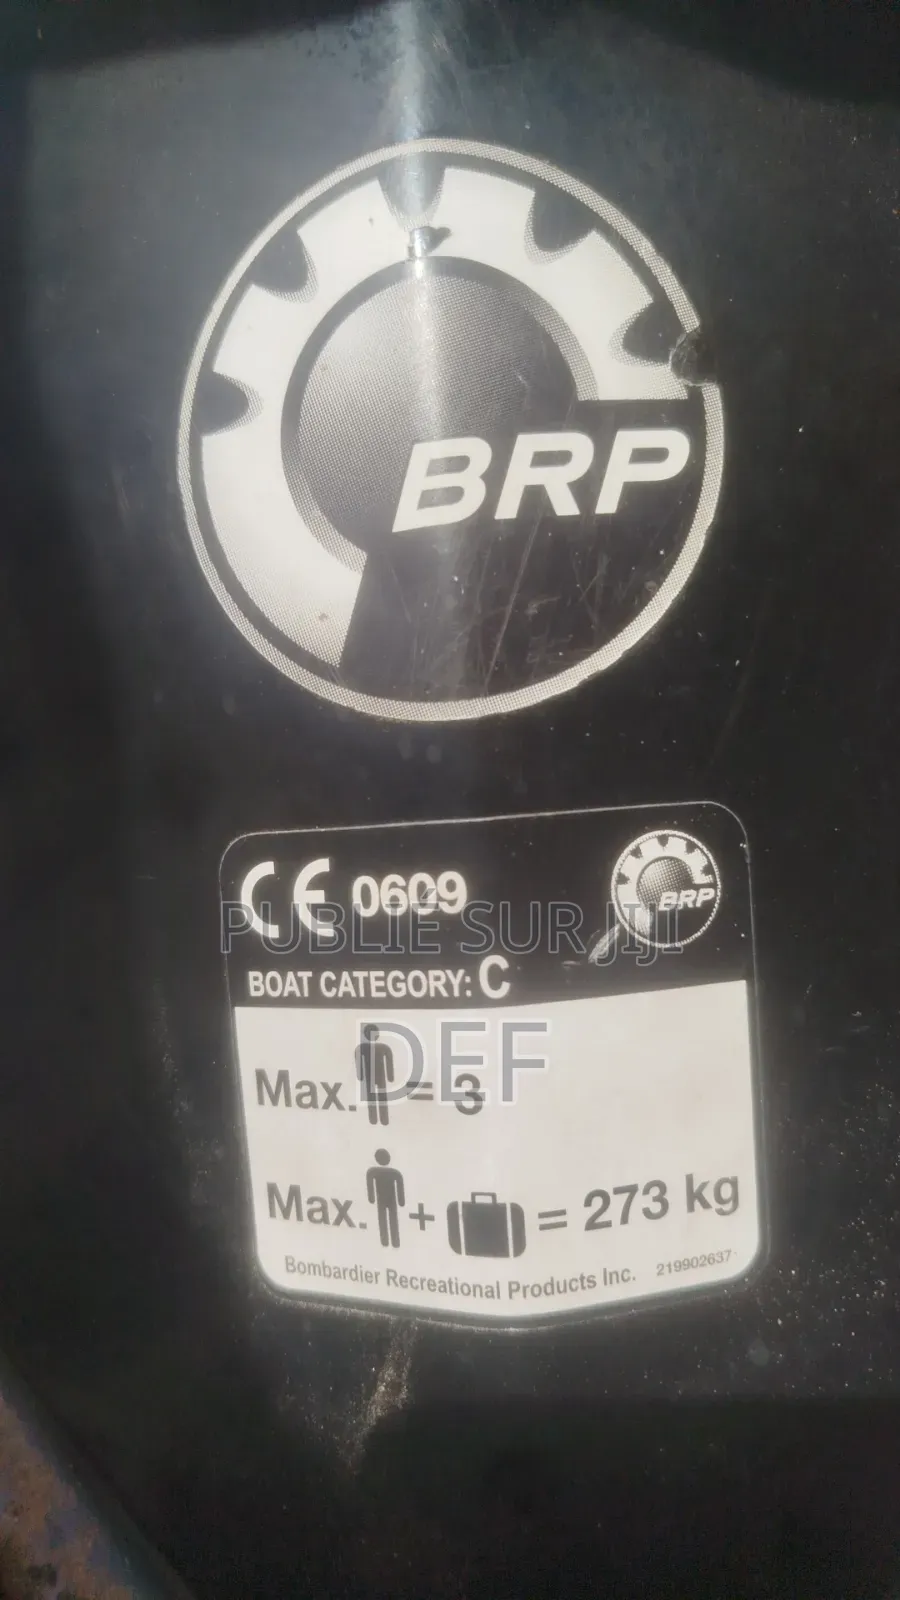 BRP
CE 0609 BRP
PUBLIÉ SUR JIJI
BOAT CATEGORY: C
DEF
Max. = 3
Max. + = 273 kg
Bombardier Recreational Products Inc. 219902637